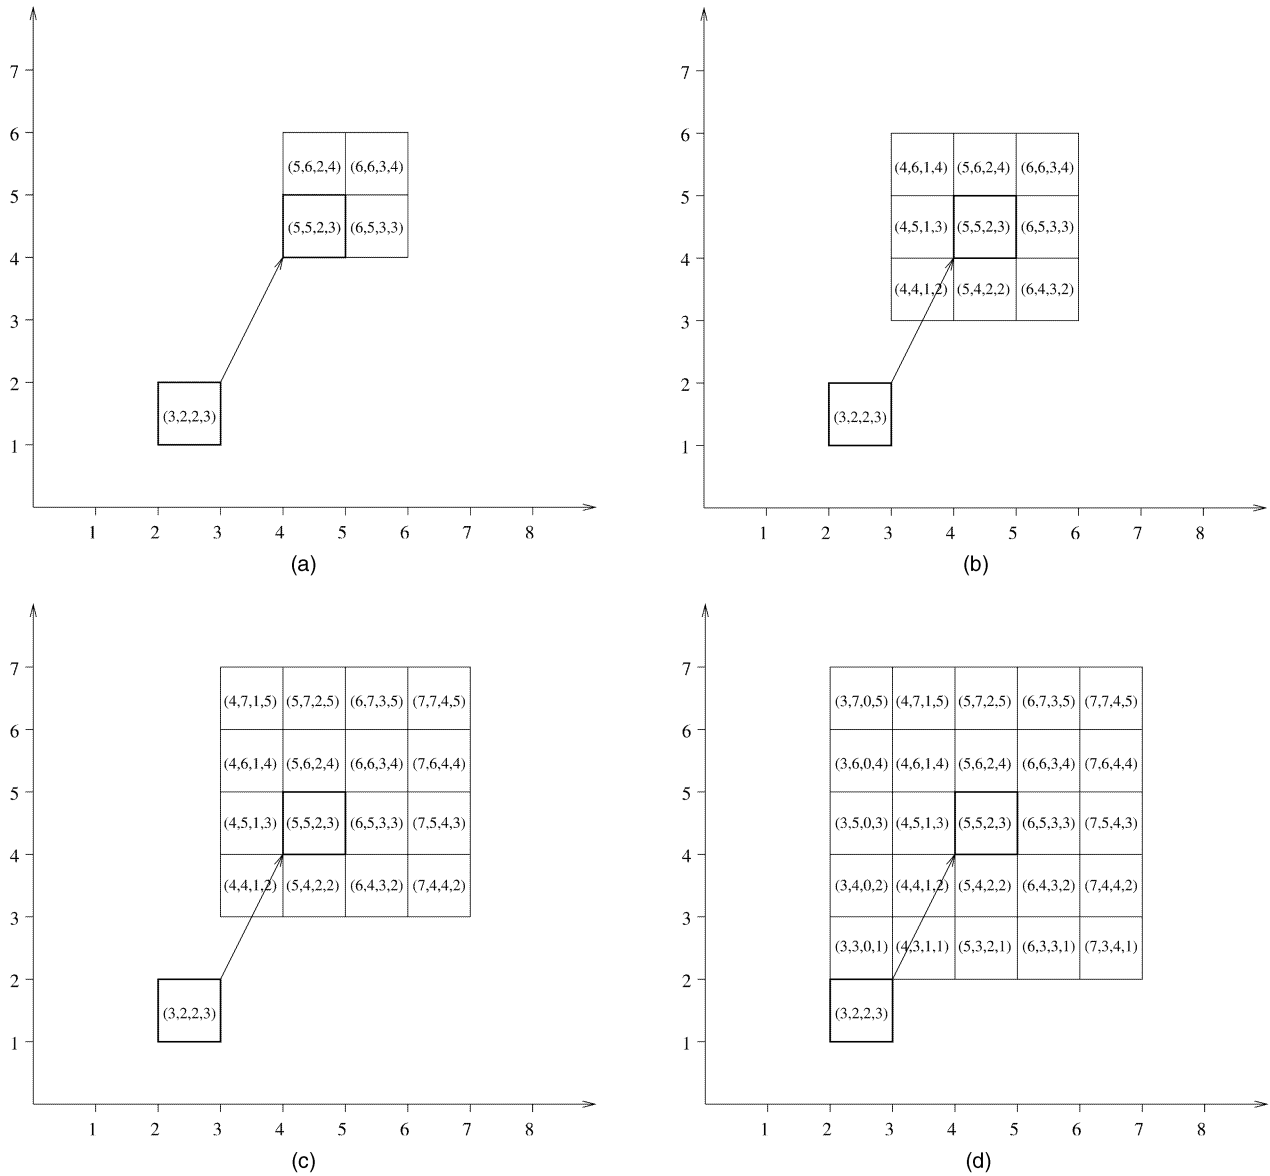 7
6
(5,6,2,4) (6,6,3,4)
5
(5,5,2,3) (6,5,3,3)
4
3
2
(3,2,2,3)
1
1 2 3 4 5 6 7 8
(a)
7
6
(4,6,1,4) (5,6,2,4) (6,6,3,4)
5
(4,5,1,3) (5,5,2,3) (6,5,3,3)
4
(4,4,1,2) (5,4,2,2) (6,4,3,2)
3
2
(3,2,2,3)
1
1 2 3 4 5 6 7 8
(b)
7
(4,7,1,5) (5,7,2,5) (6,7,3,5) (7,7,4,5)
6
(4,6,1,4) (5,6,2,4) (6,6,3,4) (7,6,4,4)
5
(4,5,1,3) (5,5,2,3) (6,5,3,3) (7,5,4,3)
4
(4,4,1,2) (5,4,2,2) (6,4,3,2) (7,4,4,2)
3
2
(3,2,2,3)
1
1 2 3 4 5 6 7 8
(c)
7
(3,7,0,5) (4,7,1,5) (5,7,2,5) (6,7,3,5) (7,7,4,5)
6
(3,6,0,4) (4,6,1,4) (5,6,2,4) (6,6,3,4) (7,6,4,4)
5
(3,5,0,3) (4,5,1,3) (5,5,2,3) (6,5,3,3) (7,5,4,3)
4
(3,4,0,2) (4,4,1,2) (5,4,2,2) (6,4,3,2) (7,4,4,2)
3
(3,3,0,1) (4,3,1,1) (5,3,2,1) (6,3,3,1) (7,3,4,1)
2
(3,2,2,3)
1
1 2 3 4 5 6 7 8
(d)